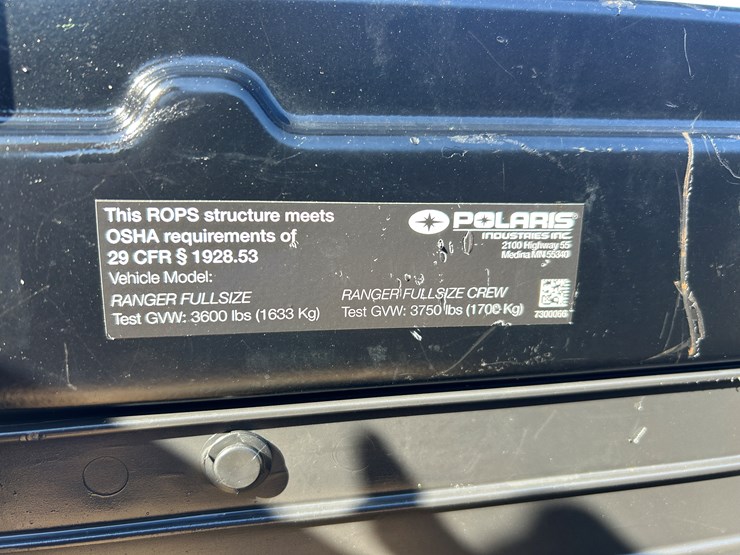 This ROPS structure meets
OSHA requirements of
29 CFR § 1928.53
Vehicle Model:
RANGER FULLSIZE
Test GVW: 3600 lbs (1633 Kg)
POLARIS
INDUSTRIES INC.
2100 Highway 55
Medina MN 55340
RANGER FULLSIZE CREW
Test GVW: 3750 lbs (1700 Kg)